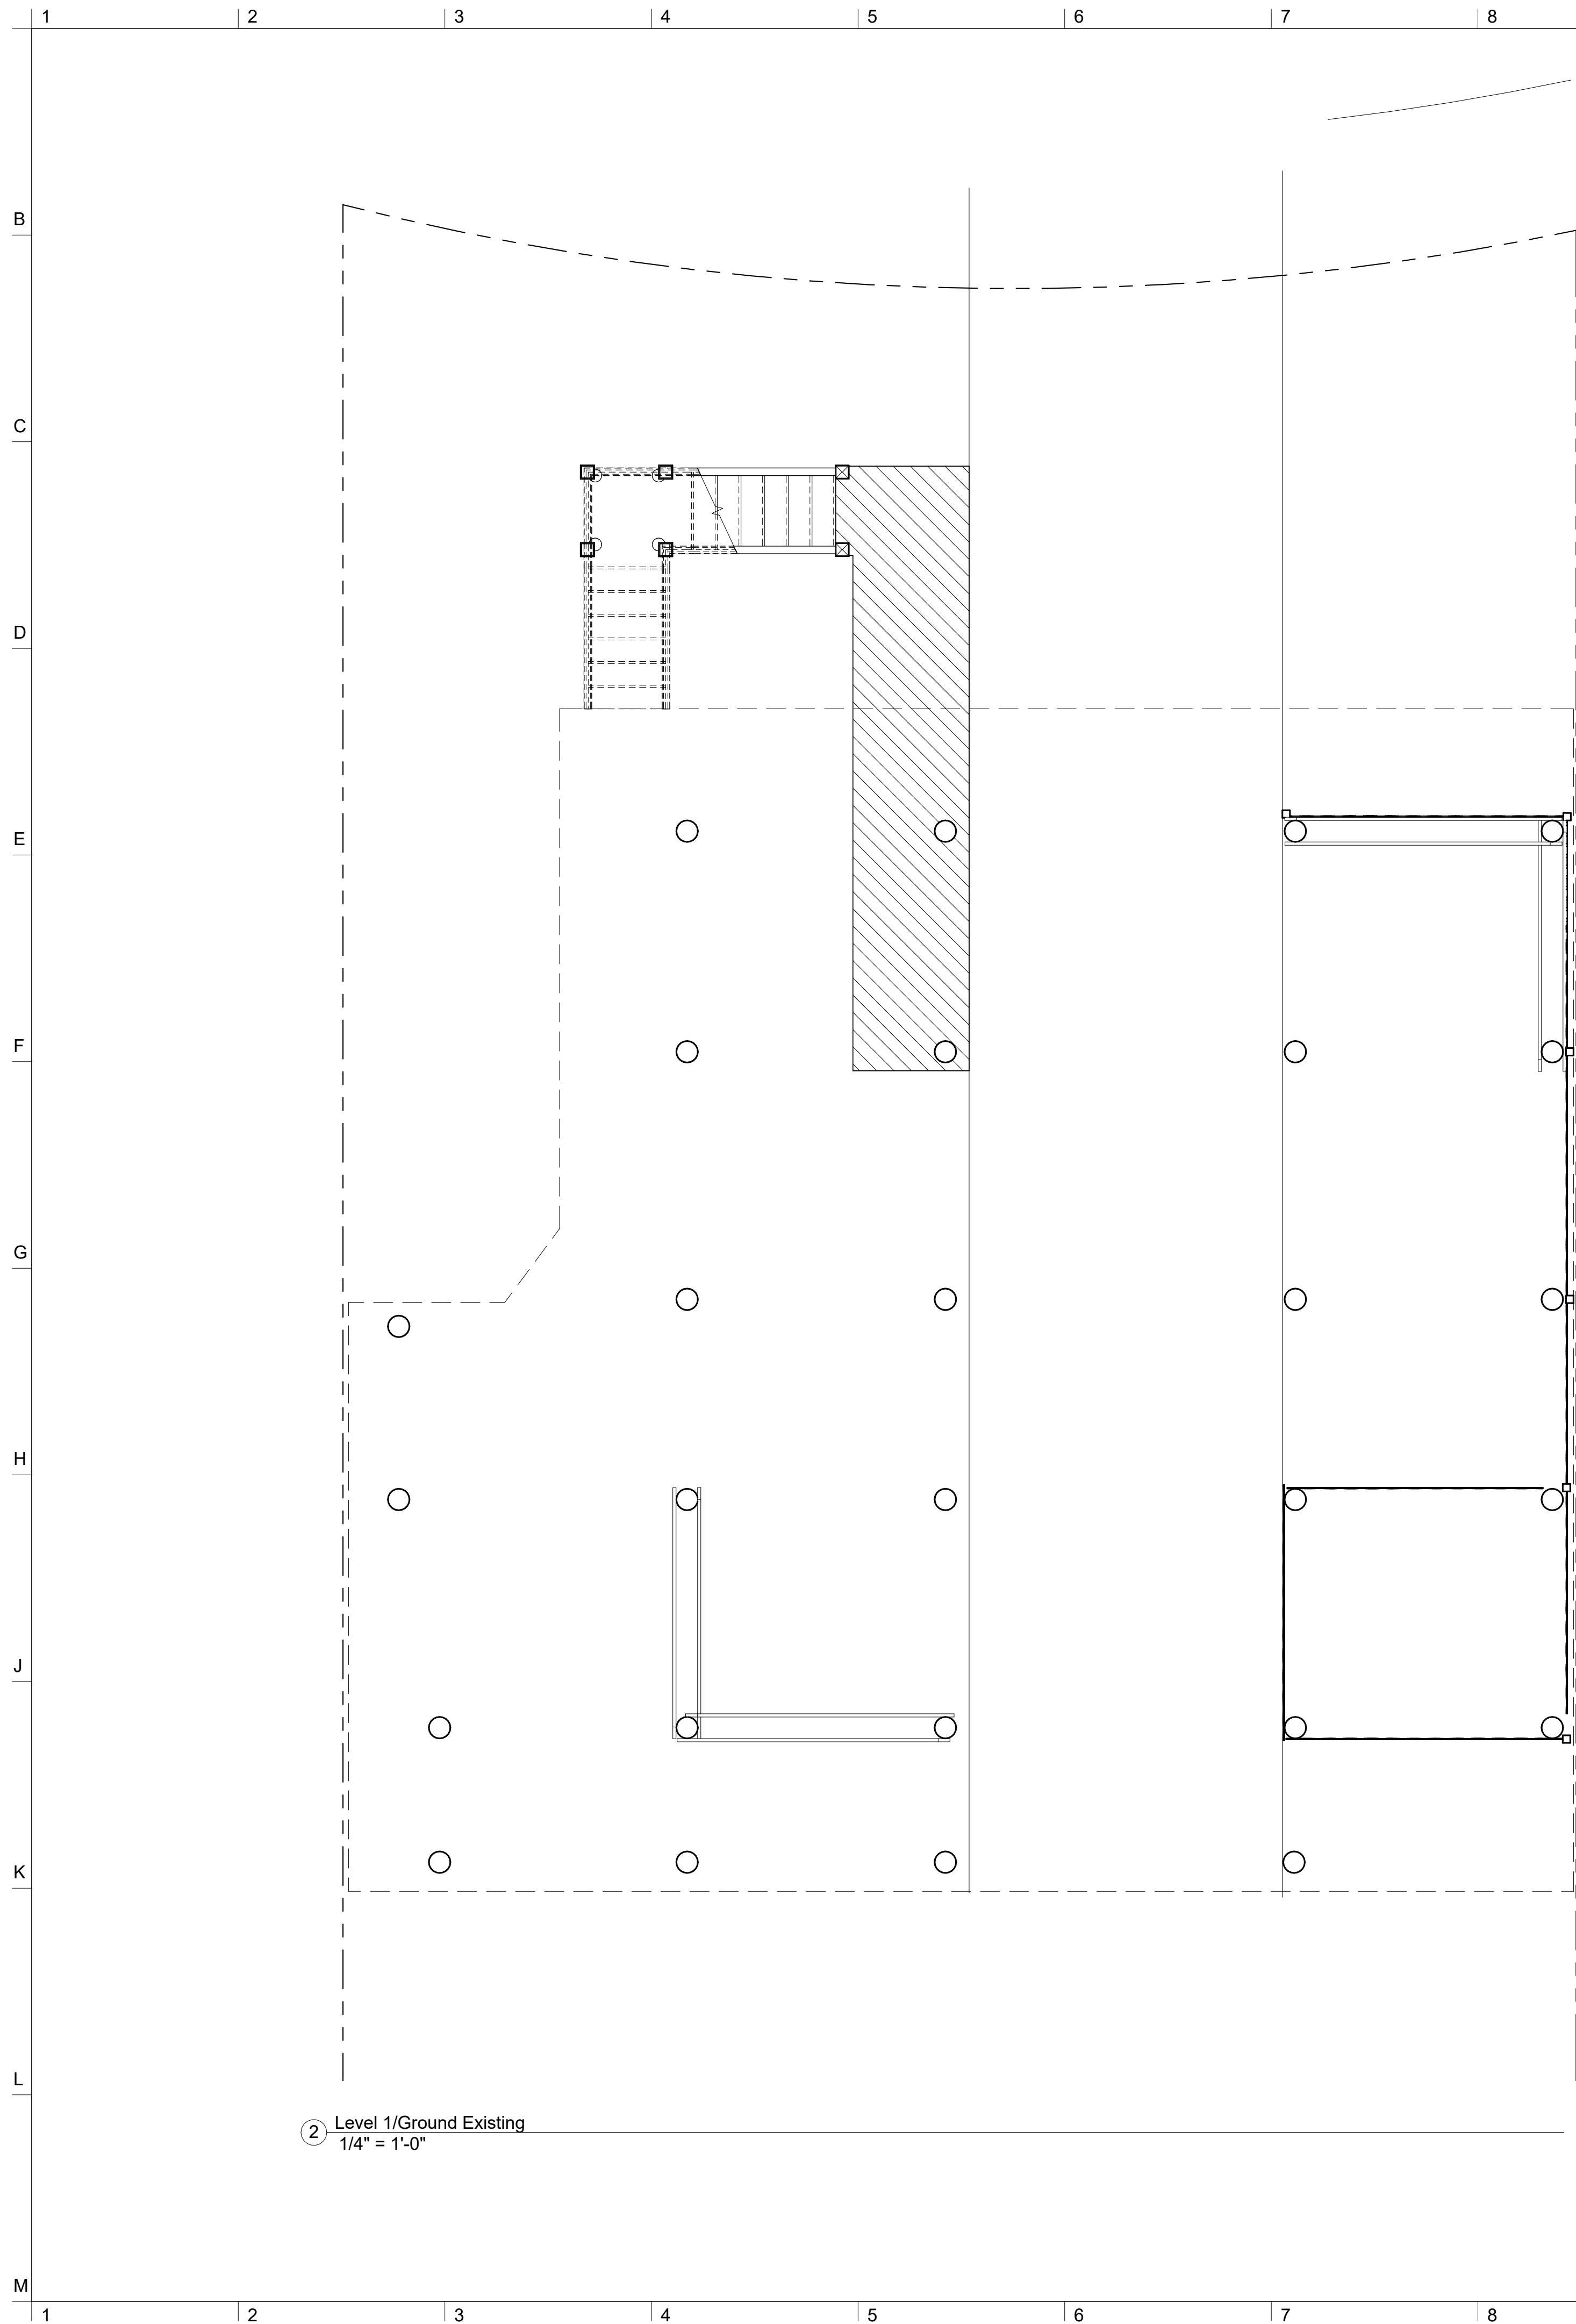 1 2 3 4 5 6 7 8
B
C
D
E
F
G
H
J
K
L
2 Level 1/Ground Existing
1/4" = 1'-0"
M
1 2 3 4 5 6 7 8